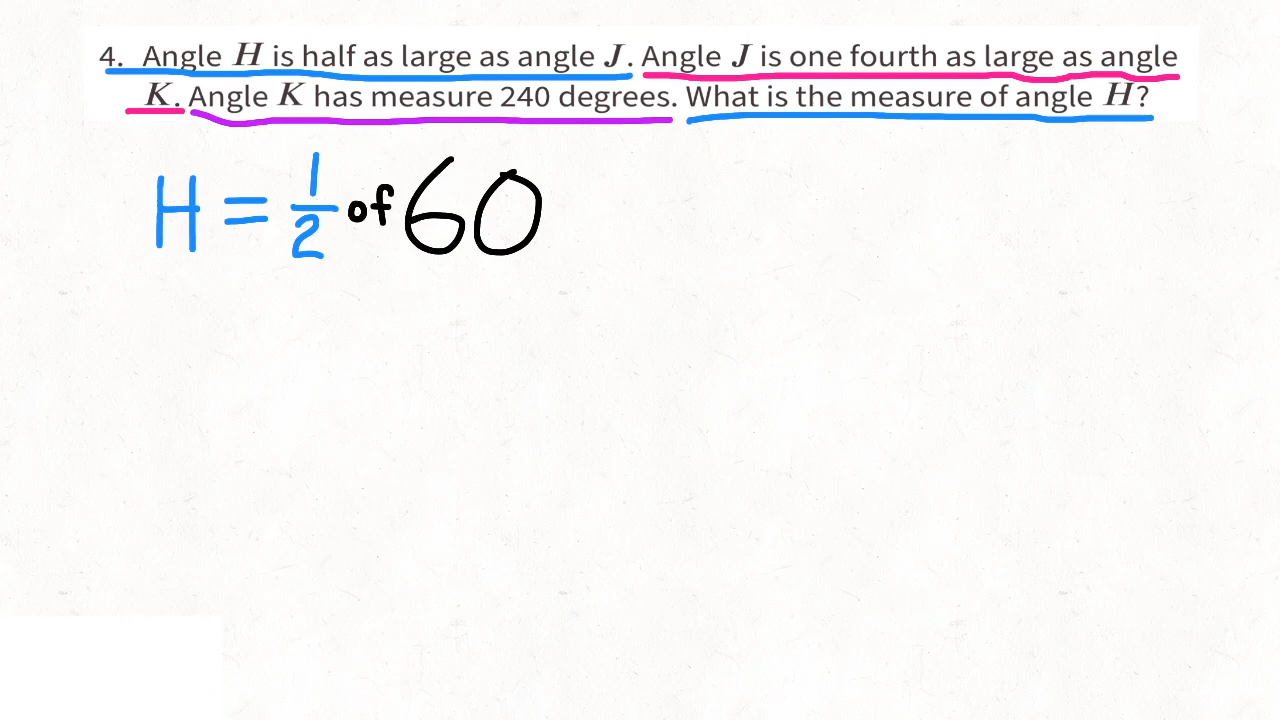 4. Angle H is half as large as angle J. Angle J is one fourth as large as angle
K. Angle K has measure 240 degrees. What is the measure of angle H?
H = 1/2 of 60